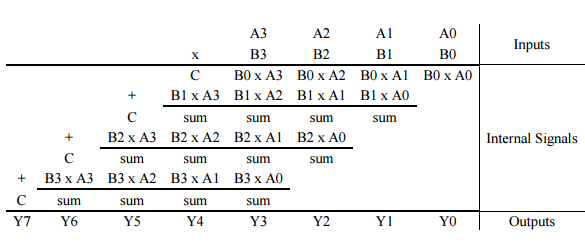 A3 A2 A1 A0
x B3 B2 B1 B0 Inputs
C B0 x A3 B0 x A2 B0 x A1 B0 x A0
+ B1 x A3 B1 x A2 B1 x A1 B1 x A0
C sum sum sum sum
+ B2 x A3 B2 x A2 B2 x A1 B2 x A0 Internal Signals
C sum sum sum sum
+ B3 x A3 B3 x A2 B3 x A1 B3 x A0
C sum sum sum sum
Y7 Y6 Y5 Y4 Y3 Y2 Y1 Y0 Outputs